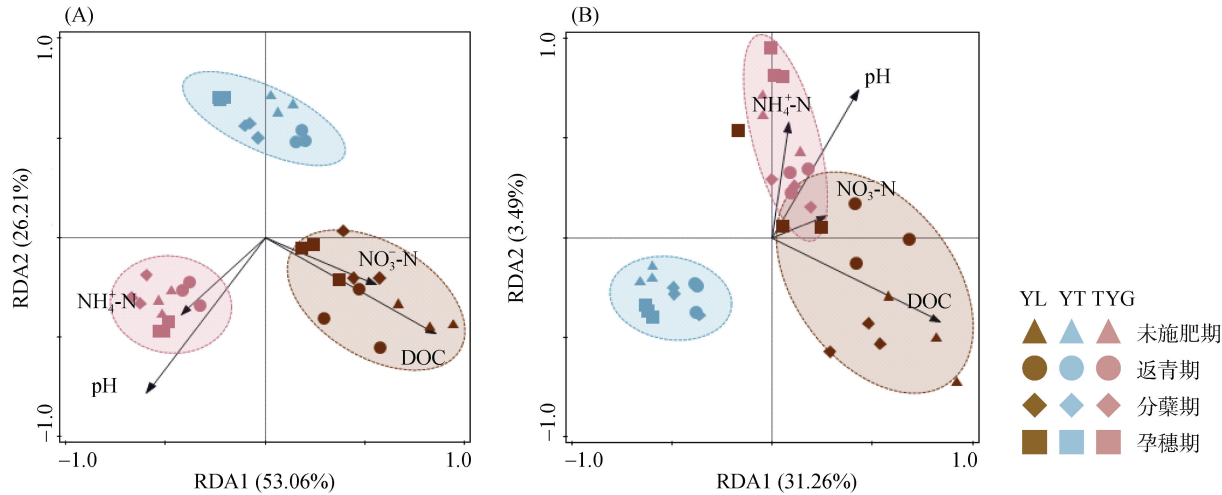 (A)
1.0
RDA2 (26.21%)
−1.0
NH₄⁺-N
pH
NO₃⁻-N
DOC
−1.0
1.0
RDA1 (53.06%)
(B)
1.0
RDA2 (3.49%)
−1.0
NH₄⁺-N
pH
NO₃⁻-N
DOC
−1.0
1.0
RDA1 (31.26%)
YL YT TYG
未施肥期
返青期
分蘖期
孕穗期